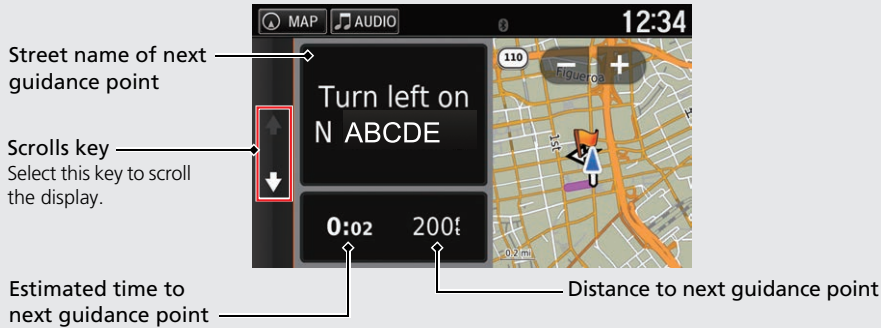 MAP AUDIO 12:34
Street name of next
guidance point
110
Figueroa
Turn left on
N ABCDE
1st
Scrolls key
Select this key to scroll
the display.
0:02 200ft
0.2 mi
Estimated time to
next guidance point
Distance to next guidance point